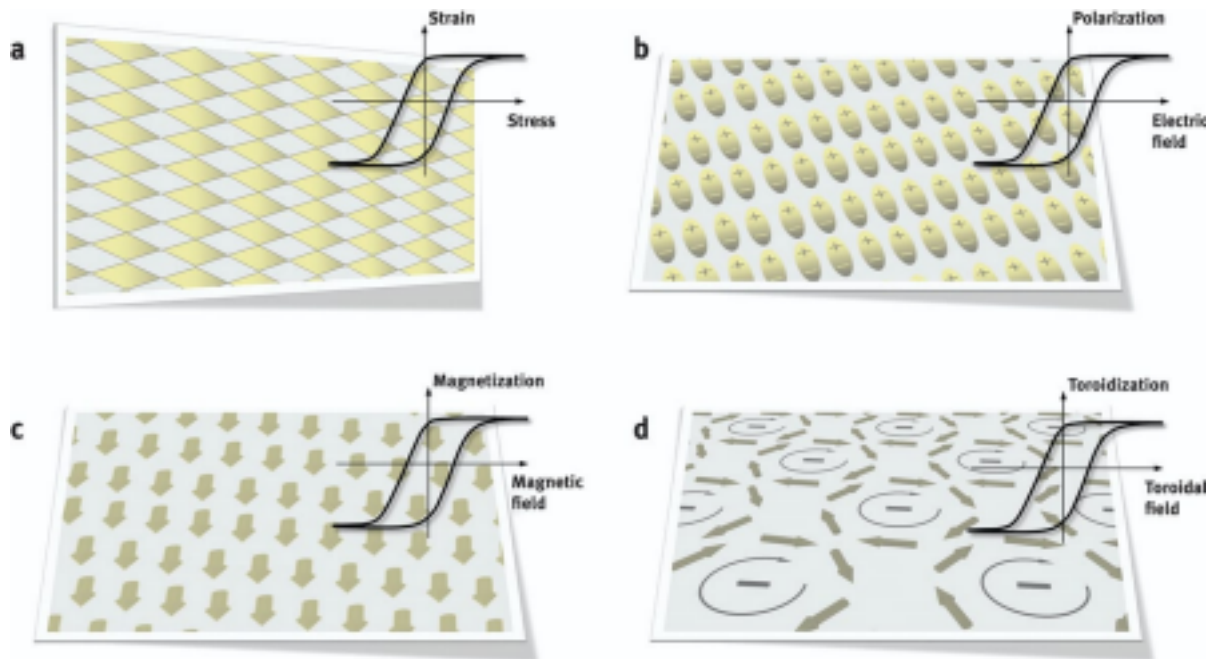 a
Strain
Stress
b
Polarization
Electric
field
c
Magnetization
Magnetic
field
d
Toroidization
Toroidal
field